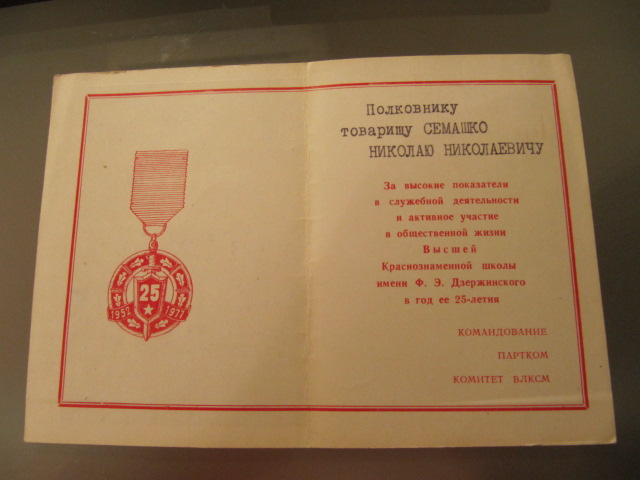 25
1952 1977
Полковнику
товарищу СЕМАШКО
НИКОЛАЮ НИКОЛАЕВИЧУ
За высокие показатели
в служебной деятельности
и активное участие
в общественной жизни
Высшей
Краснознаменной школы
имени Ф. Э. Дзержинского
в год ее 25-летия
КОМАНДОВАНИЕ
ПАРТКОМ
КОМИТЕТ ВЛКСМ